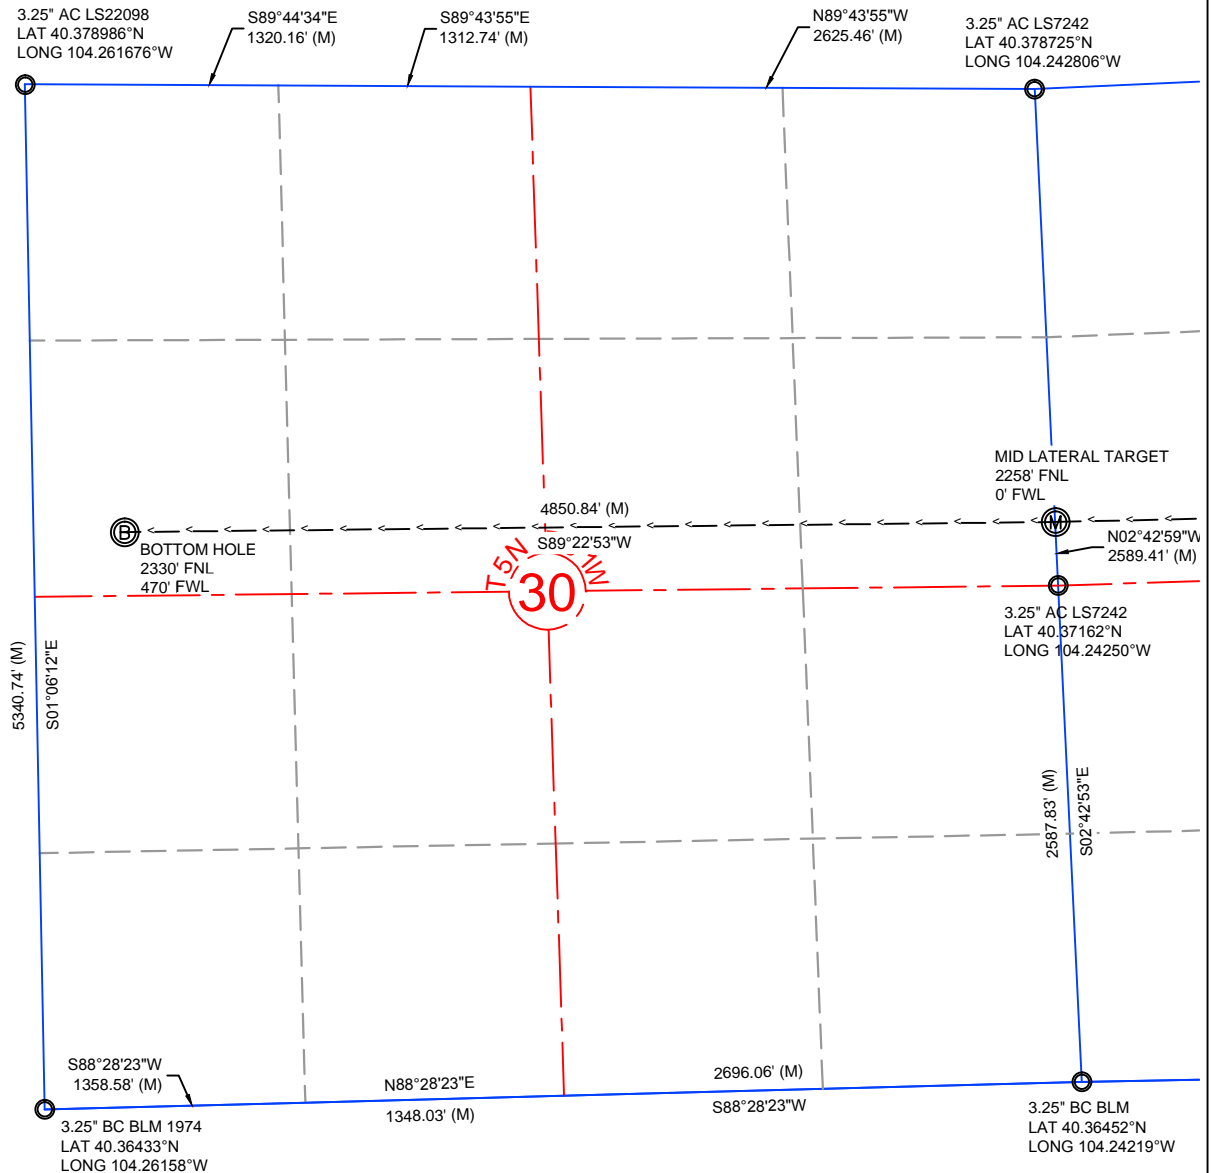 3.25" AC LS22098
LAT 40.378986°N
LONG 104.261676°W
S89°44'34"E
1320.16' (M)
S89°43'55"E
1312.74' (M)
N89°43'55"W
2625.46' (M)
3.25" AC LS7242
LAT 40.378725°N
LONG 104.242806°W
MID LATERAL TARGET
2258' FNL
0' FWL
M
N02°42'59"W
2589.41' (M)
4850.84' (M)
S89°22'53"W
B
BOTTOM HOLE
2330' FNL
470' FWL
T 5N
1W
30
3.25" AC LS7242
LAT 40.37162°N
LONG 104.24250°W
5340.74' (M)
S01°06'12"E
2587.83' (M)
S02°42'53"E
S88°28'23"W
1358.58' (M)
N88°28'23"E
1348.03' (M)
2696.06' (M)
S88°28'23"W
3.25" BC BLM 1974
LAT 40.36433°N
LONG 104.26158°W
3.25" BC BLM
LAT 40.36452°N
LONG 104.24219°W